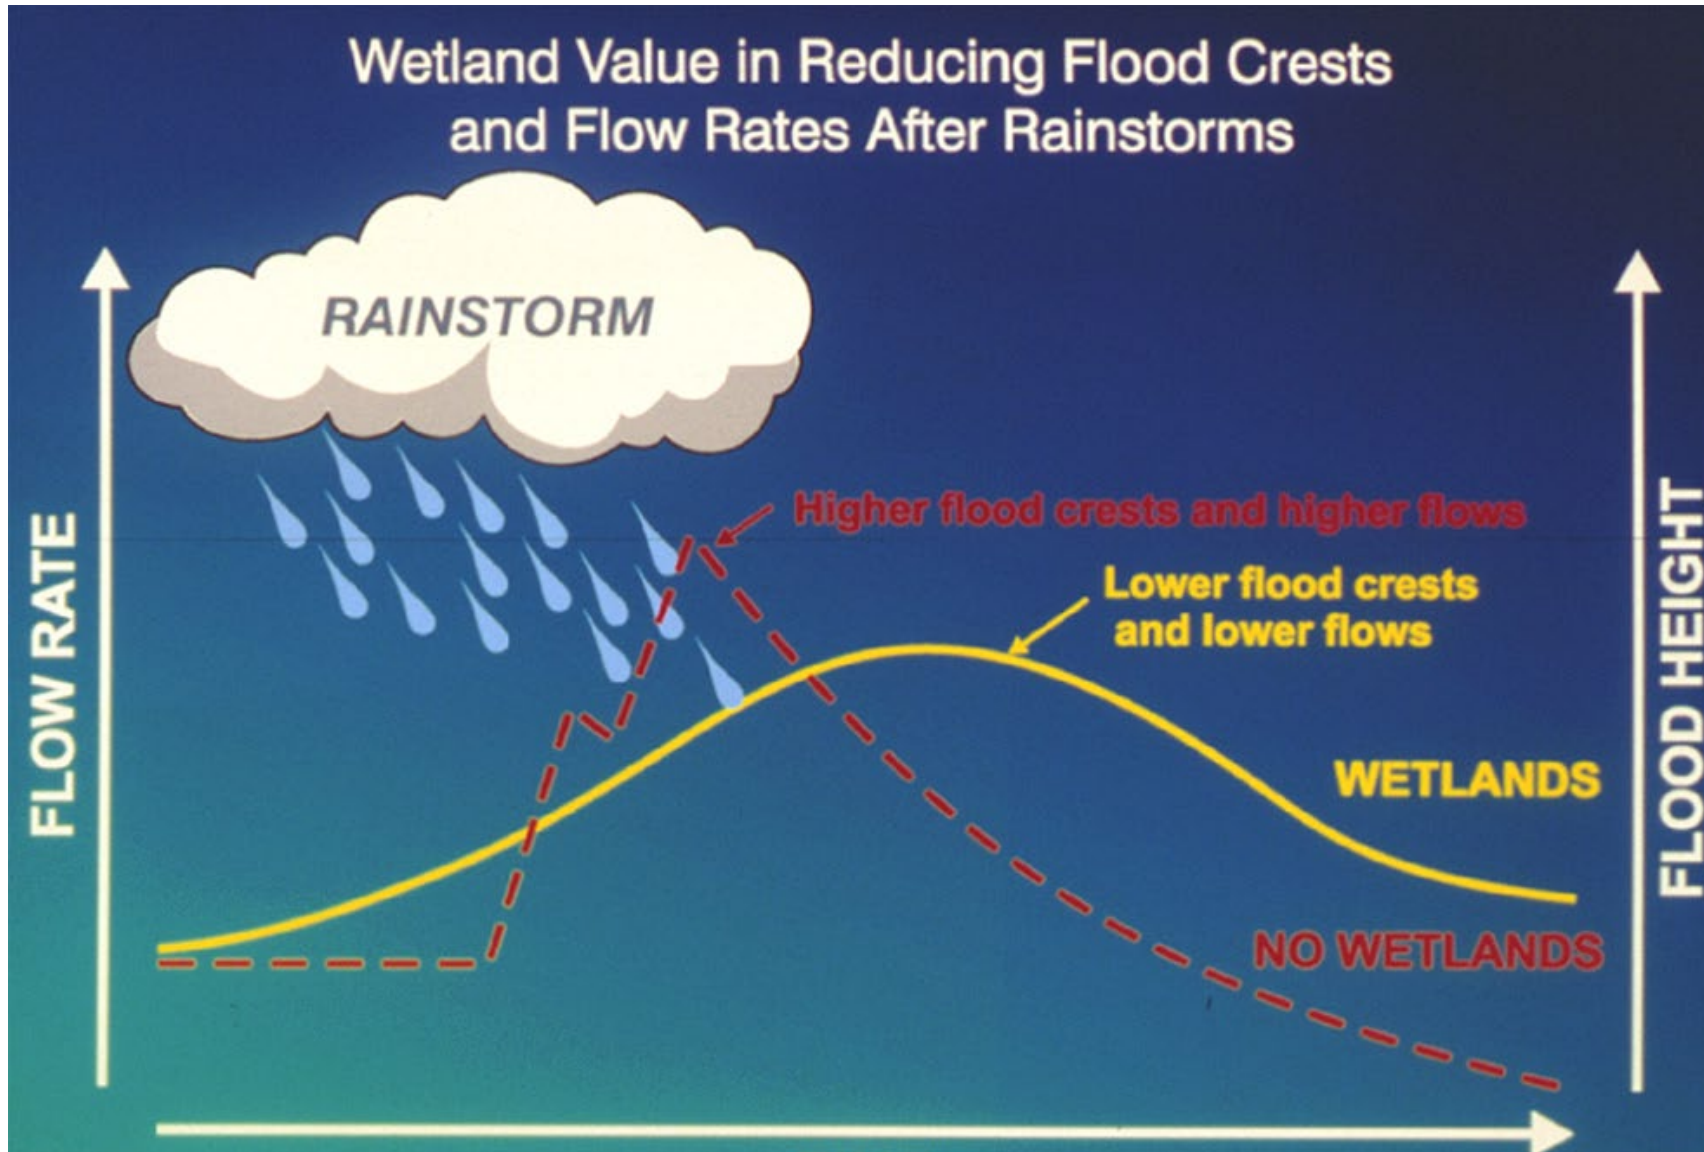 Wetland Value in Reducing Flood Crests
and Flow Rates After Rainstorms
RAINSTORM
Higher flood crests and higher flows
Lower flood crests
and lower flows
FLOW RATE
FLOOD HEIGHT
WETLANDS
NO WETLANDS